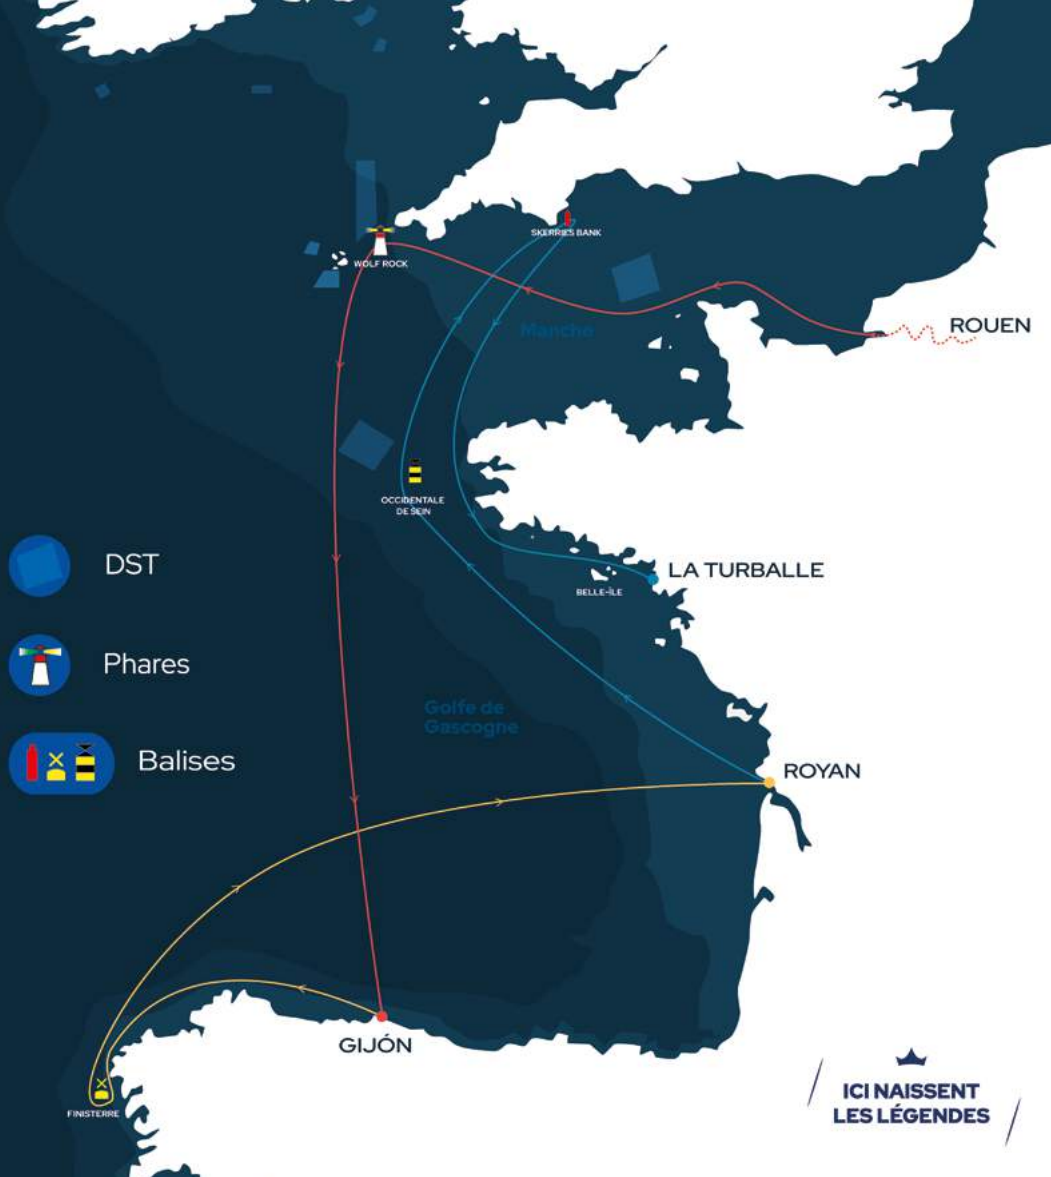 SKERRIES BANK
WOLF ROCK
ROUEN
Manche
OCCIDENTALE
DE SEIN
DST
LA TURBALLE
BELLE-ÎLE
Phares
Golfe de
Gascogne
Balises
ROYAN
GIJÓN
FINISTERRE
ICI NAISSENT
LES LÉGENDES